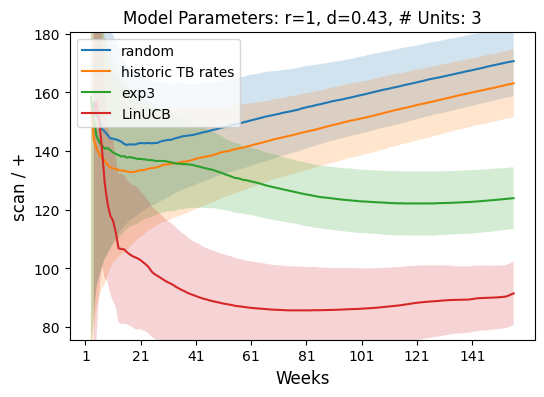 Model Parameters: r=1, d=0.43, # Units: 3
random
historic TB rates
exp3
LinUCB
scan / +
180
160
140
120
100
80
1 21 41 61 81 101 121 141
Weeks